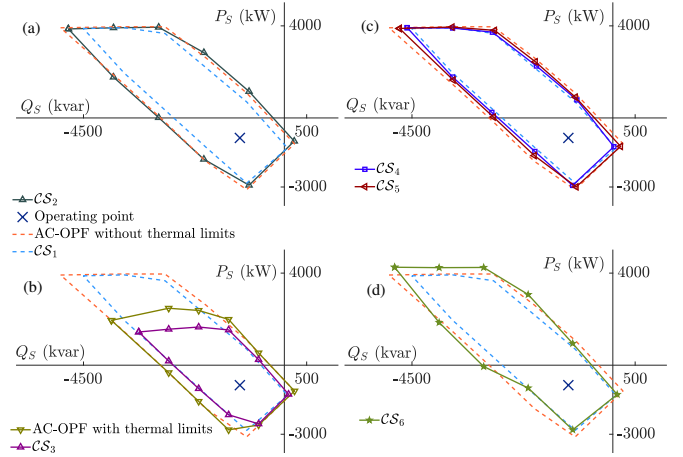 (a)
P_S (kW)
4000
Q_S (kvar)
-4500
500
-3000
CS_2
Operating point
AC-OPF without thermal limits
CS_1
(c)
P_S (kW)
4000
Q_S (kvar)
-4500
500
-3000
CS_4
CS_5
(b)
P_S (kW)
4000
Q_S (kvar)
-4500
500
-3000
AC-OPF with thermal limits
CS_3
(d)
P_S (kW)
4000
Q_S (kvar)
-4500
500
-3000
CS_6